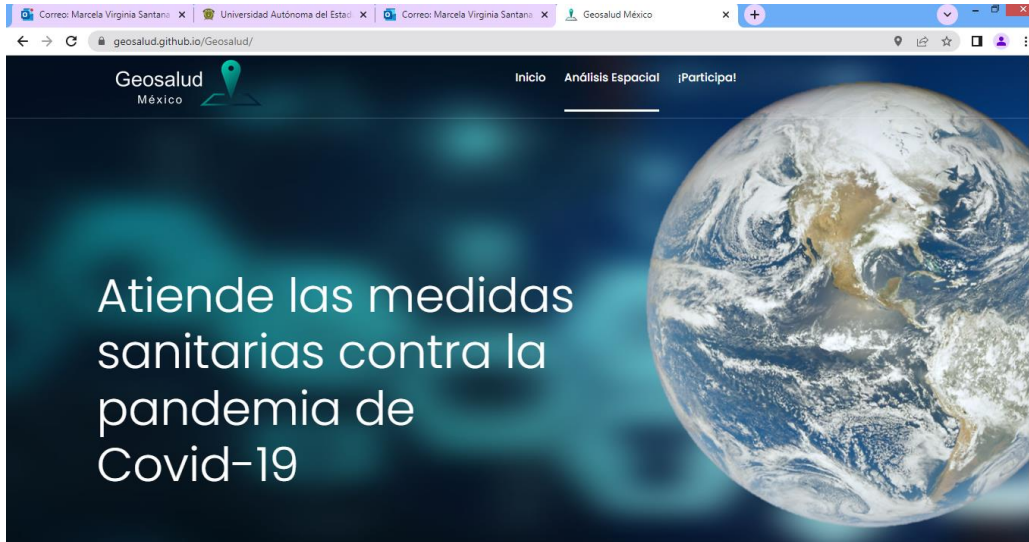 Correo: Marcela Virginia Santana
Universidad Autónoma del Estad
Correo: Marcela Virginia Santana
Geosalud México
geosalud.github.io/Geosalud/
Geosalud
México
Inicio Análisis Espacial ¡Participa!
Atiende las medidas
sanitarias contra la
pandemia de
Covid-19